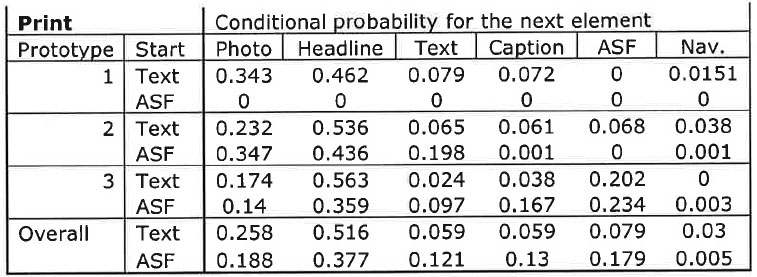 Print Conditional probability for the next element
Prototype Start Photo Headline Text Caption ASF Nav.
1 Text 0.343 0.462 0.079 0.072 0 0.0151
ASF 0 0 0 0 0 0
2 Text 0.232 0.536 0.065 0.061 0.068 0.038
ASF 0.347 0.436 0.198 0.001 0 0.001
3 Text 0.174 0.563 0.024 0.038 0.202 0
ASF 0.14 0.359 0.097 0.167 0.234 0.003
Overall Text 0.258 0.516 0.059 0.059 0.079 0.03
ASF 0.188 0.377 0.121 0.13 0.179 0.005